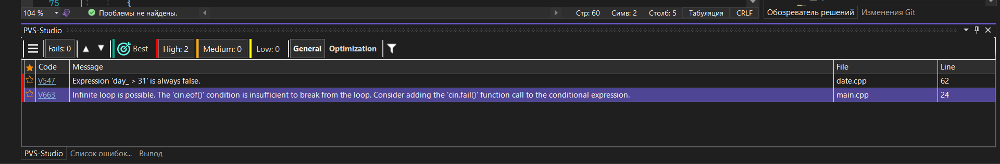 75 {
104 % Проблемы не найдены. Стр: 60 Симв: 2 Столб: 5 Табуляция CRLF Обозреватель решений Изменения Git
PVS-Studio
Fails: 0 Best High: 2 Medium: 0 Low: 0 General Optimization
Code Message File Line
V547 Expression 'day_ > 31' is always false. date.cpp 62
V663 Infinite loop is possible. The 'cin.eof()' condition is insufficient to break from the loop. Consider adding the 'cin.fail()' function call to the conditional expression. main.cpp 24
PVS-Studio Список ошибок... Вывод